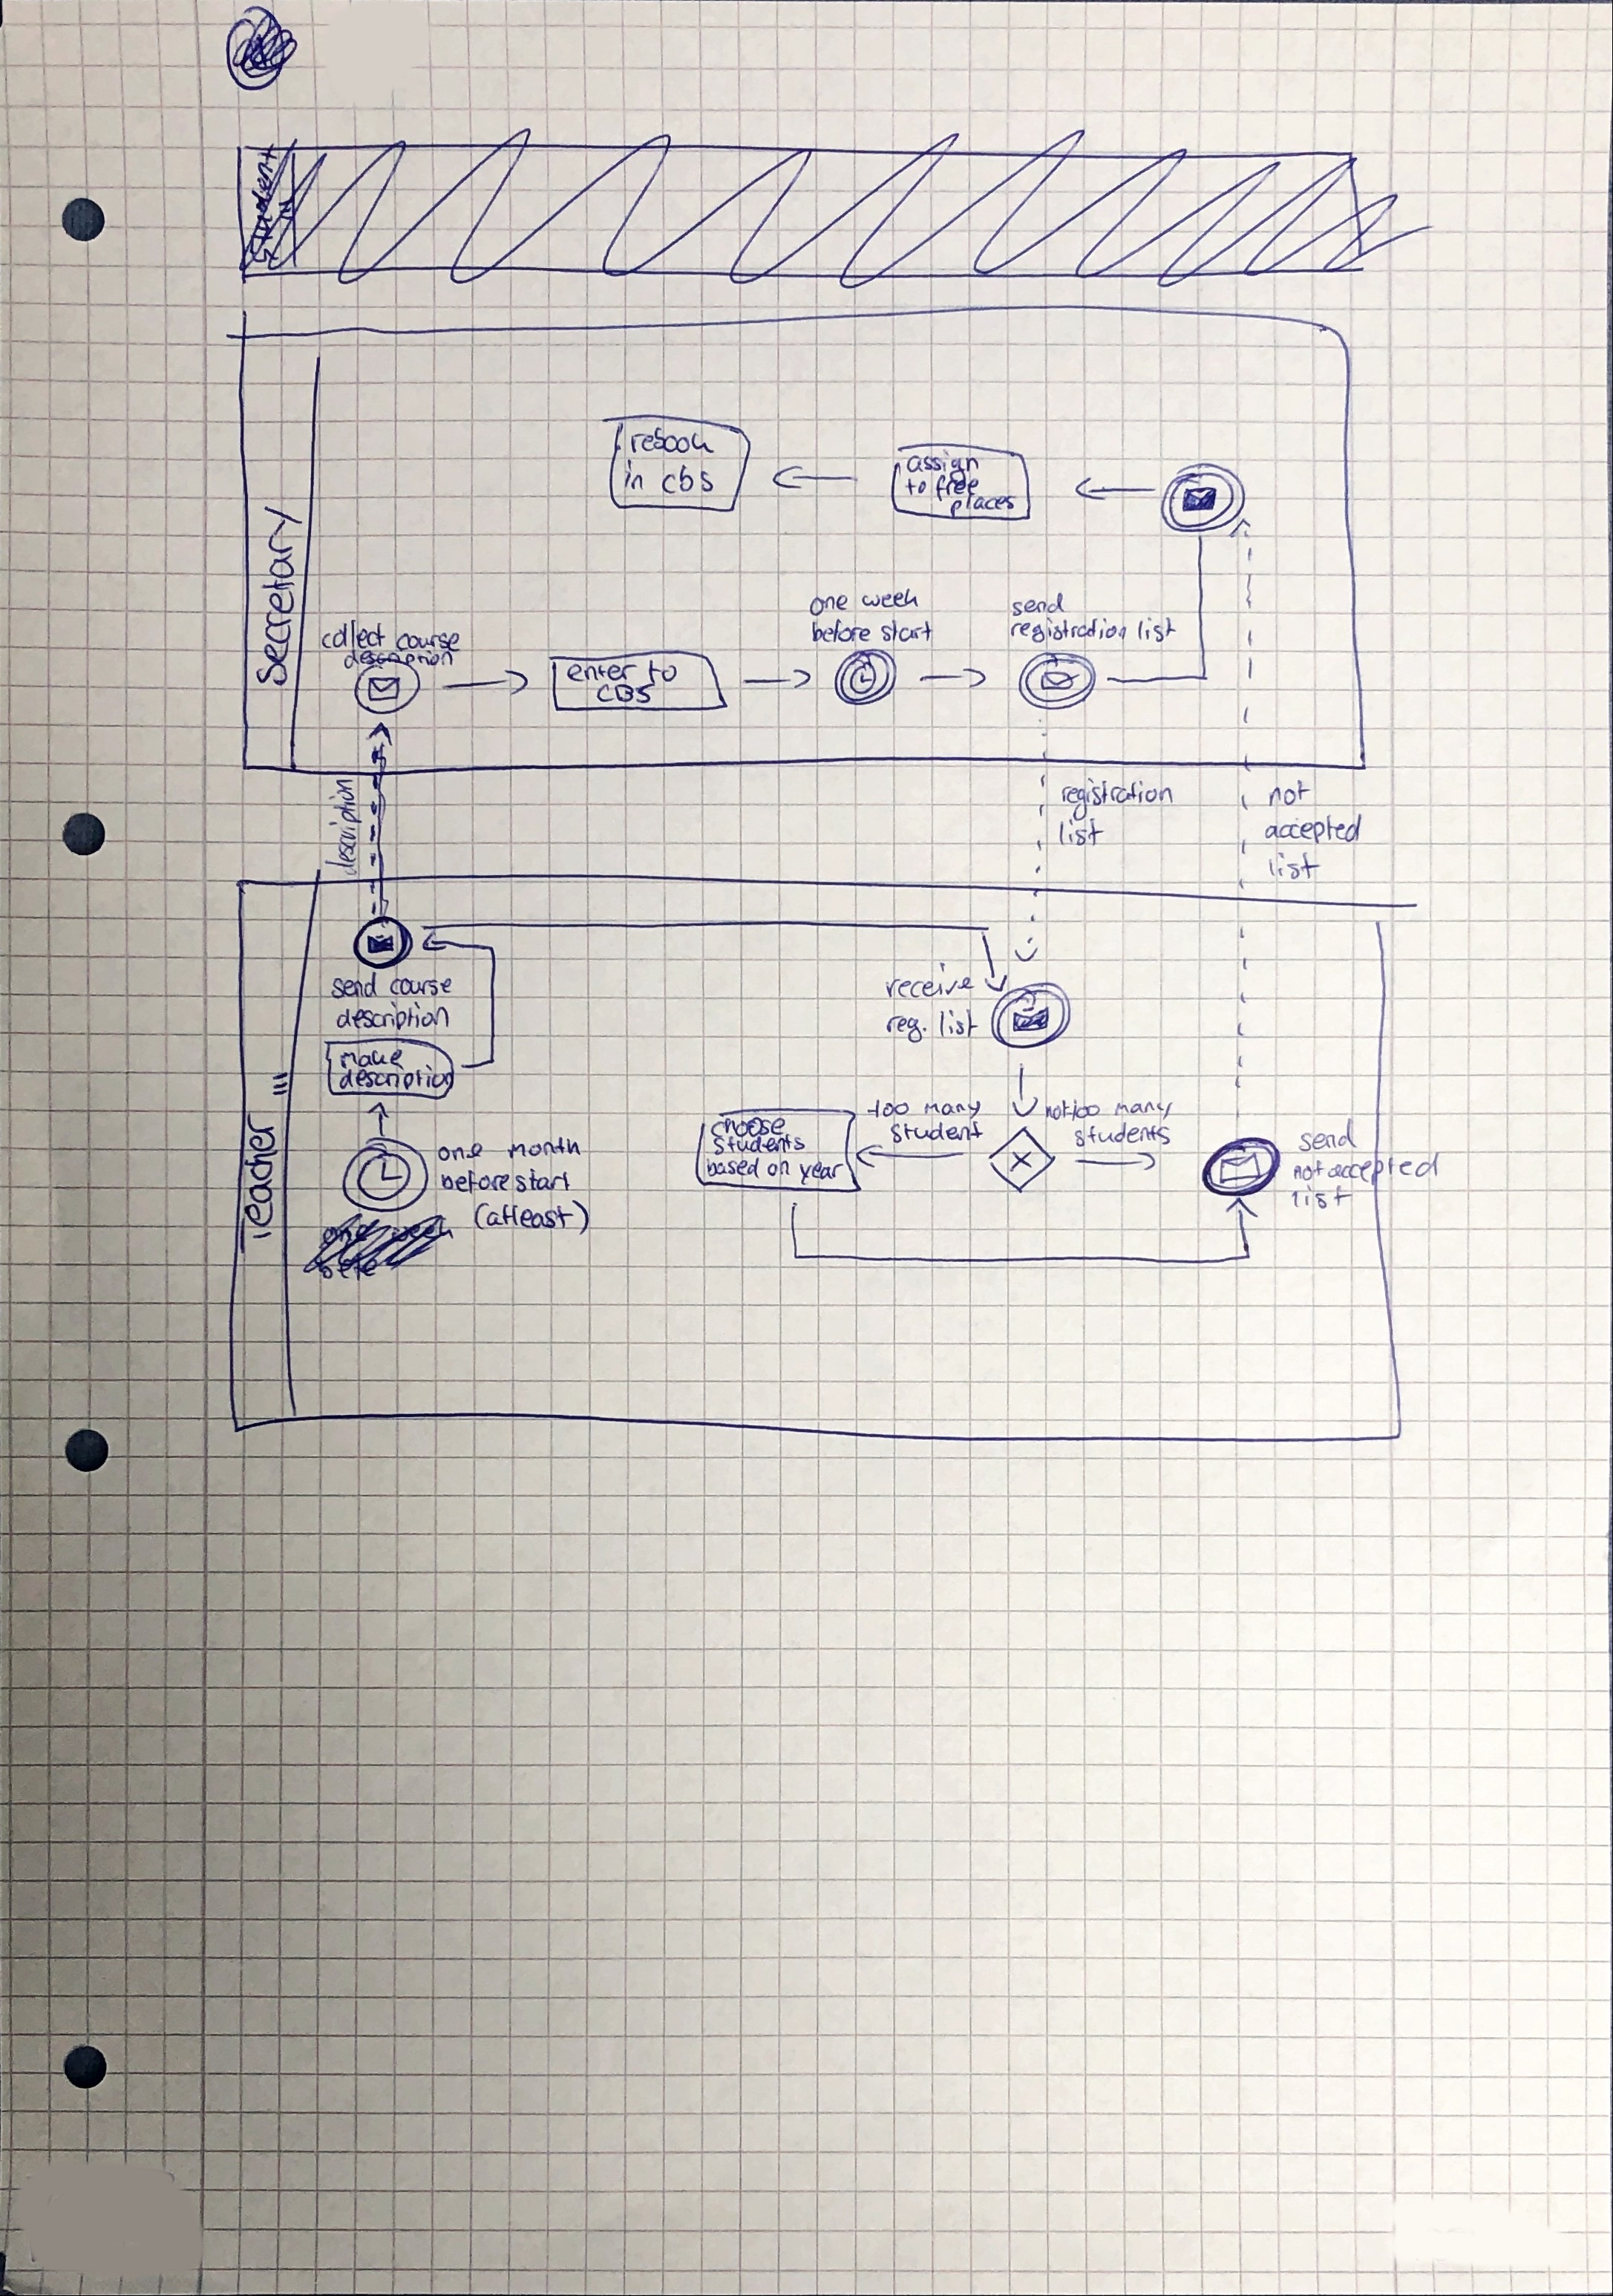 Student
Secretary
rebook
in cbs
assign
to free
places
one week
before start
send
registration list
collect course
description
enter to
CBS
description
registration
list
not
accepted
list
Teacher
send course
description
make
description
one month
before start
(atleast)
one week
receive
reg. list
too many
student
not too many
students
choose
students
based on year
send
not accepted
list